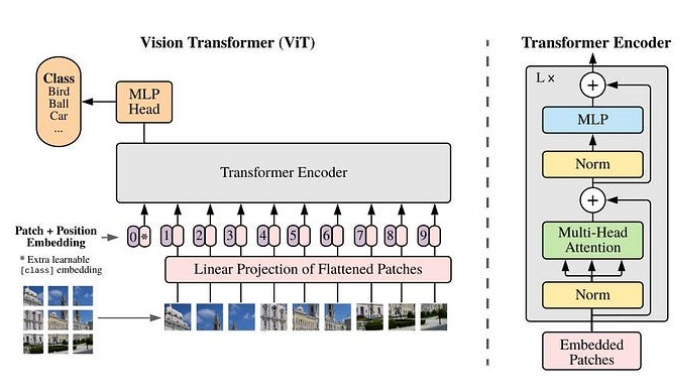 Vision Transformer (ViT)
Class
Bird
Ball
Car
...
MLP
Head
Transformer Encoder
Patch + Position
Embedding
0 * 1 2 3 4 5 6 7 8 9
* Extra learnable
[class] embedding
Linear Projection of Flattened Patches
Transformer Encoder
L x
+
MLP
Norm
+
Multi-Head
Attention
Norm
Embedded
Patches